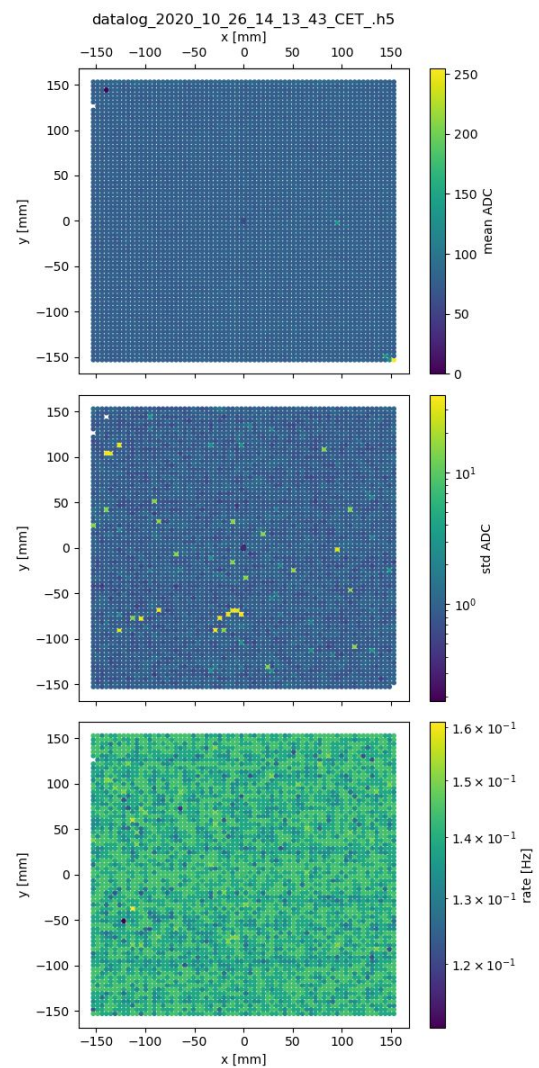 datalog_2020_10_26_14_13_43_CET_.h5
x [mm]
−150 −100 −50 0 50 100 150
150
100
50
0
−50
−100
−150
y [mm]
250
200
150
100
50
0
mean ADC
150
100
50
0
−50
−100
−150
y [mm]
10¹
10⁰
std ADC
150
100
50
0
−50
−100
−150
y [mm]
1.6 × 10⁻¹
1.5 × 10⁻¹
1.4 × 10⁻¹
1.3 × 10⁻¹
1.2 × 10⁻¹
rate [Hz]
−150 −100 −50 0 50 100 150
x [mm]